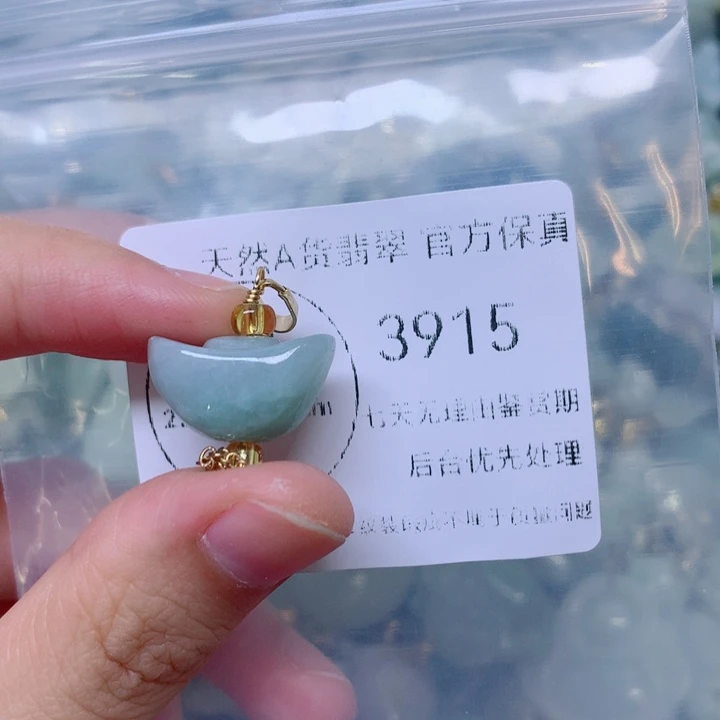 天然A货翡翠 官方保真
3915
七天无理由鉴赏期
后台优先处理